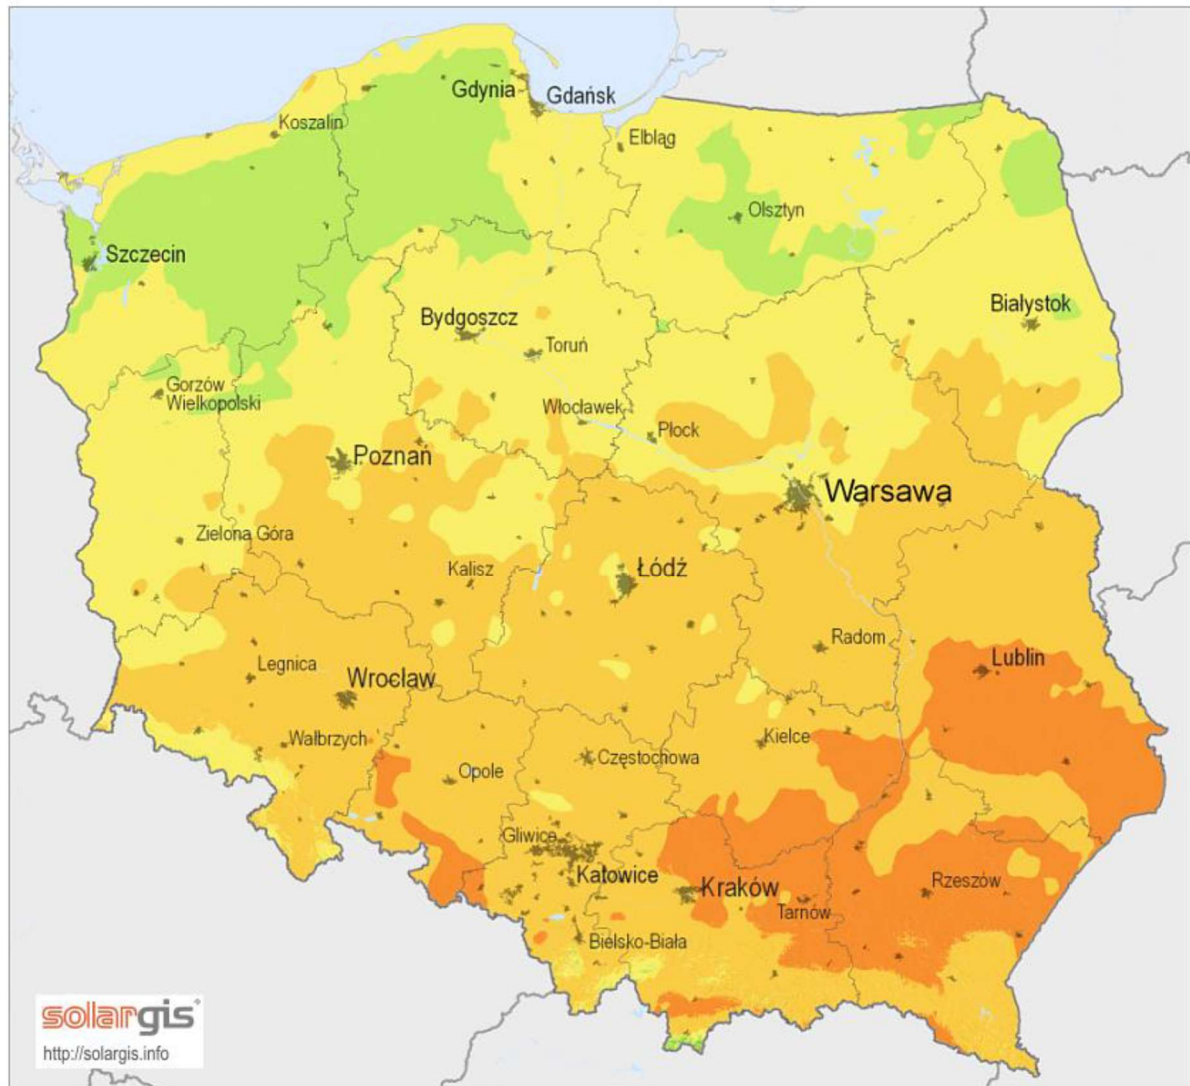 Gdynia
Gdańsk
Koszalin
Elbląg
Olsztyn
Szczecin
Białystok
Bydgoszcz
Toruń
Gorzów
Wielkopolski
Włocławek
Płock
Poznań
Warsawa
Zielona Góra
Kalisz
Łódź
Radom
Legnica
Wrocław
Lublin
Wałbrzych
Kielce
Częstochowa
Opole
Gliwice
Katowice
Kraków
Rzeszów
Tarnów
Bielsko-Biała
solargis
http://solargis.info